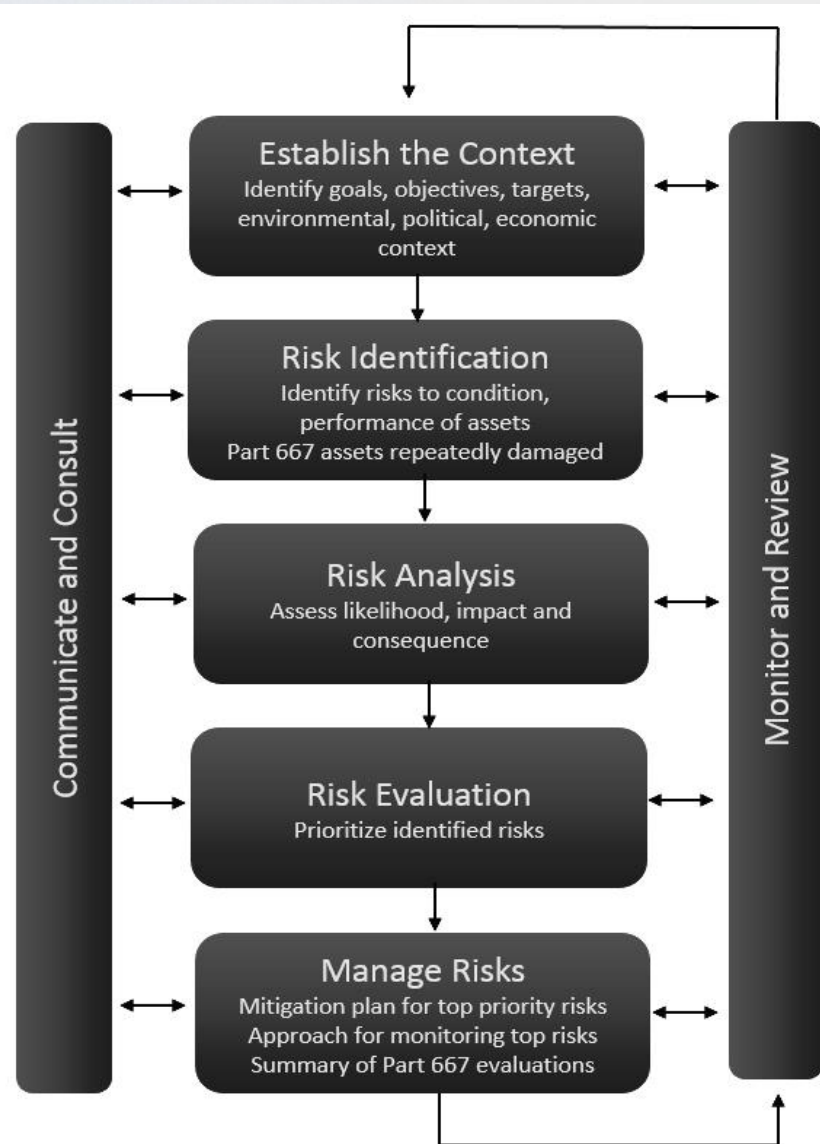 Communicate and Consult
Establish the Context
Identify goals, objectives, targets,
environmental, political, economic
context
Risk Identification
Identify risks to condition,
performance of assets
Part 667 assets repeatedly damaged
Risk Analysis
Assess likelihood, impact and
consequence
Risk Evaluation
Prioritize identified risks
Manage Risks
Mitigation plan for top priority risks
Approach for monitoring top risks
Summary of Part 667 evaluations
Monitor and Review